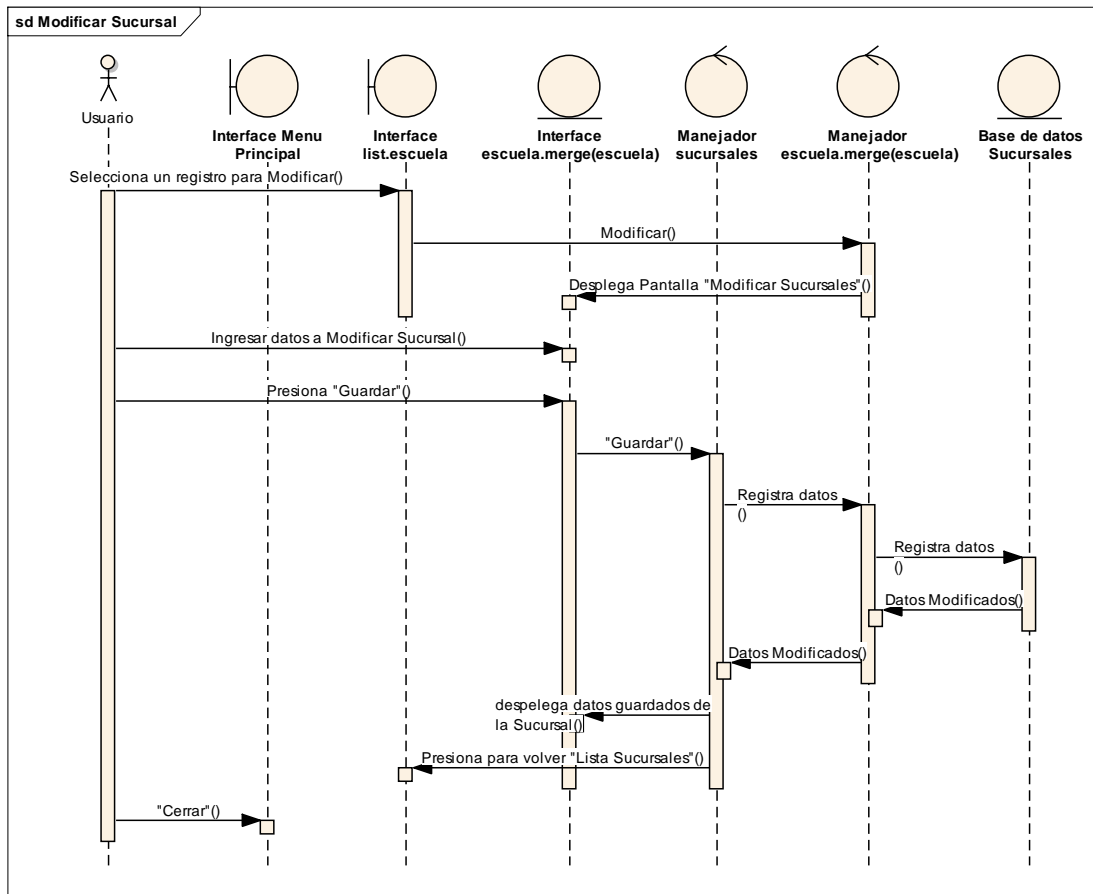 sd Modificar Sucursal
Usuario
Interface Menu
Principal
Interface
list.escuela
Interface
escuela.merge(escuela)
Manejador
sucursales
Manejador
escuela.merge(escuela)
Base de datos
Sucursales
Selecciona un registro para Modificar()
Modificar()
Desplega Pantalla "Modificar Sucursales"()
Ingresar datos a Modificar Sucursal()
Presiona "Guardar"()
"Guardar"()
Registra datos
()
Registra datos
()
Datos Modificados()
Datos Modificados()
despelega datos guardados de
la Sucursal()
Presiona para volver "Lista Sucursales"()
"Cerrar"()